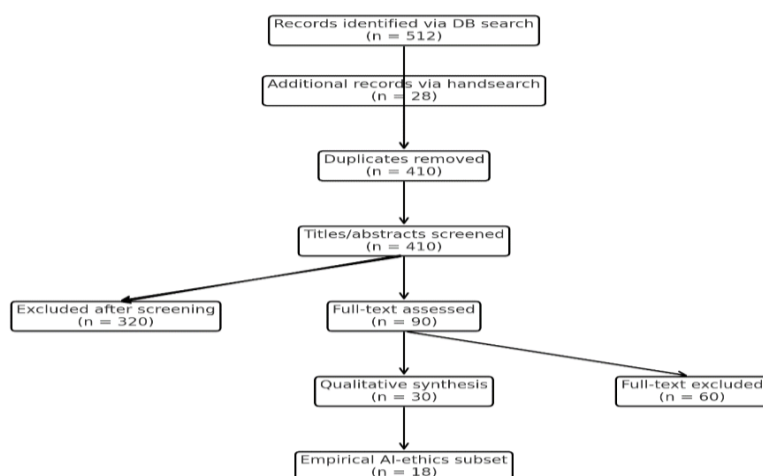 Records identified via DB search
(n = 512)
Additional records via handsearch
(n = 28)
Duplicates removed
(n = 410)
Titles/abstracts screened
(n = 410)
Excluded after screening
(n = 320)
Full-text assessed
(n = 90)
Qualitative synthesis
(n = 30)
Full-text excluded
(n = 60)
Empirical AI-ethics subset
(n = 18)